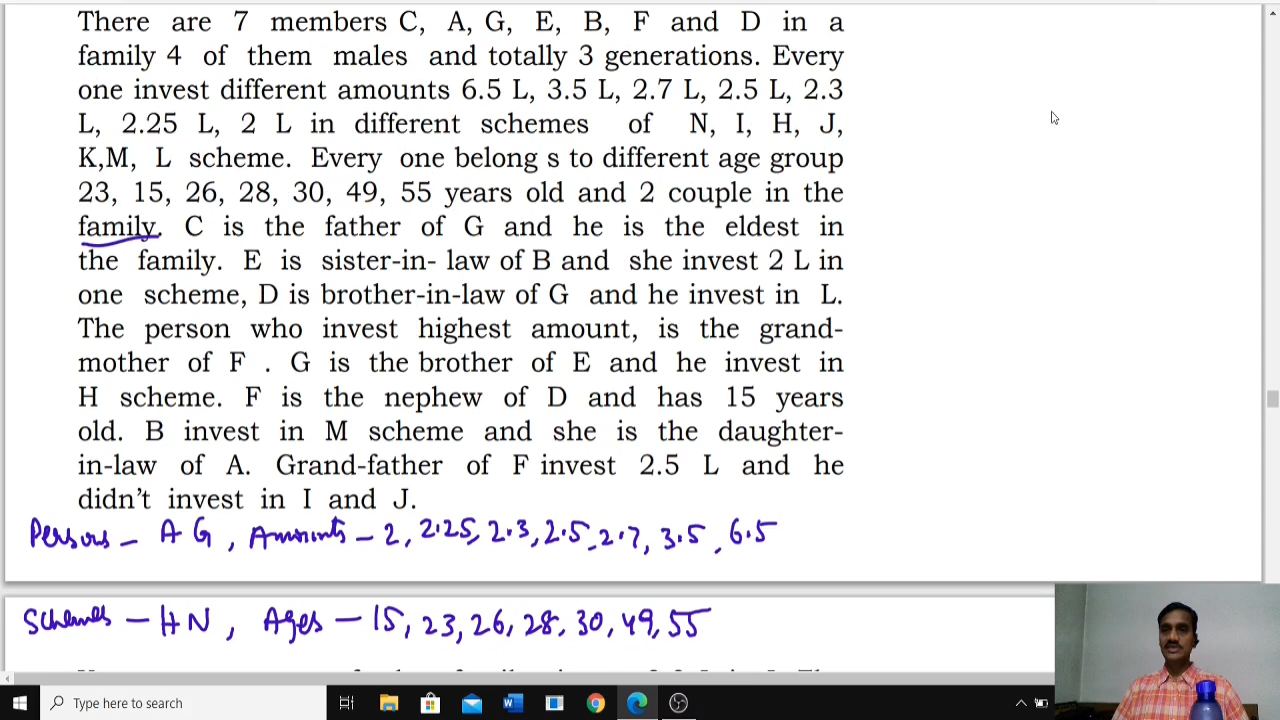 There are 7 members C, A, G, E, B, F and D in a
family 4 of them males and totally 3 generations. Every
one invest different amounts 6.5 L, 3.5 L, 2.7 L, 2.5 L, 2.3
L, 2.25 L, 2 L in different schemes of N, I, H, J,
K,M, L scheme. Every one belong s to different age group
23, 15, 26, 28, 30, 49, 55 years old and 2 couple in the
family. C is the father of G and he is the eldest in
the family. E is sister-in- law of B and she invest 2 L in
one scheme, D is brother-in-law of G and he invest in L.
The person who invest highest amount, is the grand-
mother of F . G is the brother of E and he invest in
H scheme. F is the nephew of D and has 15 years
old. B invest in M scheme and she is the daughter-
in-law of A. Grand-father of F invest 2.5 L and he
didn't invest in I and J.
Persons - A G, Amounts - 2, 2.25, 2.3, 2.5, 2.7, 3.5, 6.5
Schemes - H N, Ages - 15, 23, 26, 28, 30, 49, 55
Type here to search